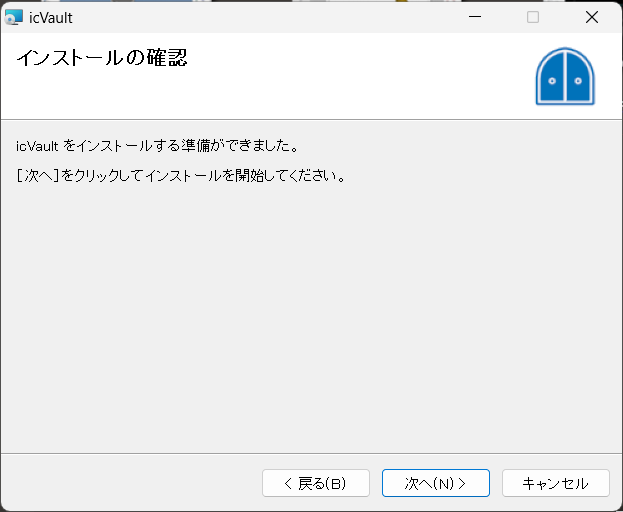 icVault
インストールの確認
icVault をインストールする準備ができました。
[次へ]をクリックしてインストールを開始してください。
< 戻る(B)
次へ(N) >
キャンセル